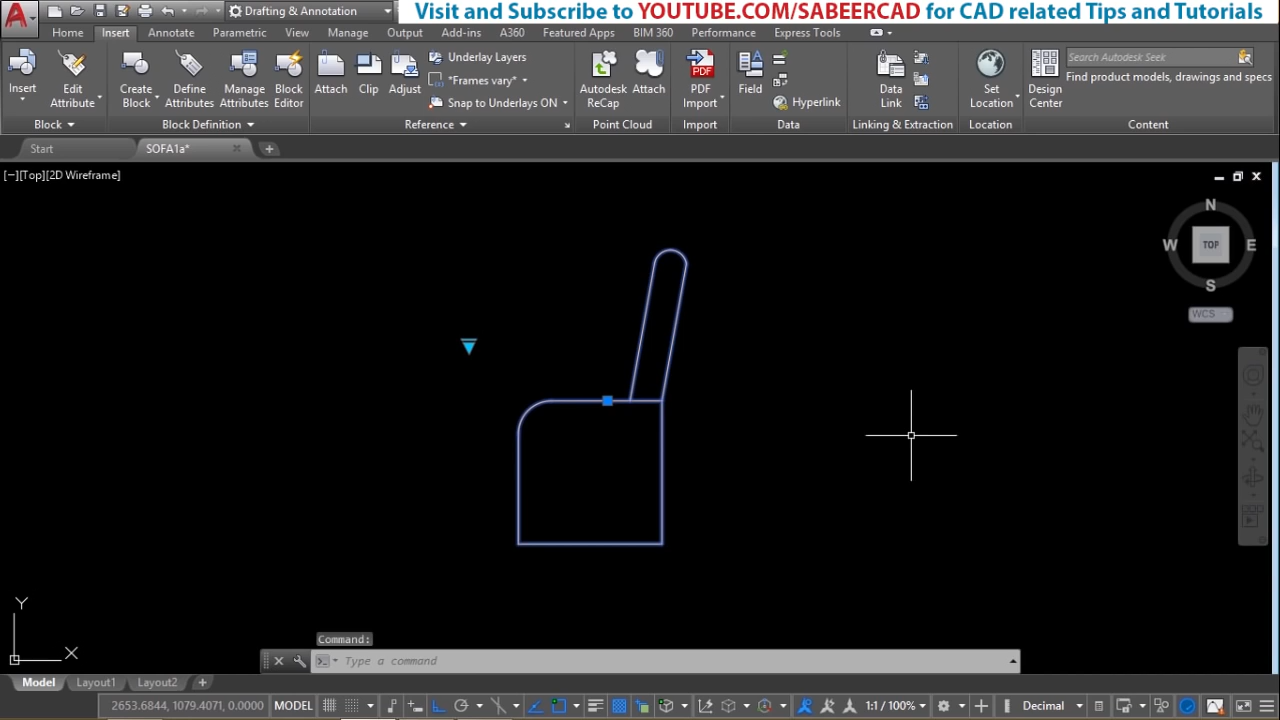 Drafting & Annotation
Visit and Subscribe to YOUTUBE.COM/SABEERCAD for CAD related Tips and Tutorials
Home Insert Annotate Parametric View Manage Output Add-ins A360 Featured Apps BIM 360 Performance Express Tools
Insert
Edit Attribute
Create Block
Define Attributes
Manage Attributes
Block Editor
Attach
Clip
Adjust
Underlay Layers
*Frames vary*
Snap to Underlays ON
Autodesk ReCap
Attach
PDF
PDF Import
Field
Hyperlink
Data Link
Set Location
Design Center
Search Autodesk Seek
Find product models, drawings and specs
Block Block Definition Reference Point Cloud Import Data Linking & Extraction Location Content
Start SOFA1a*
[−][Top][2D Wireframe]
N
W TOP E
S
WCS
Y
X
Command:
Type a command
Model Layout1 Layout2
2653.6844, 1079.4071, 0.0000 MODEL 1:1 / 100% Decimal